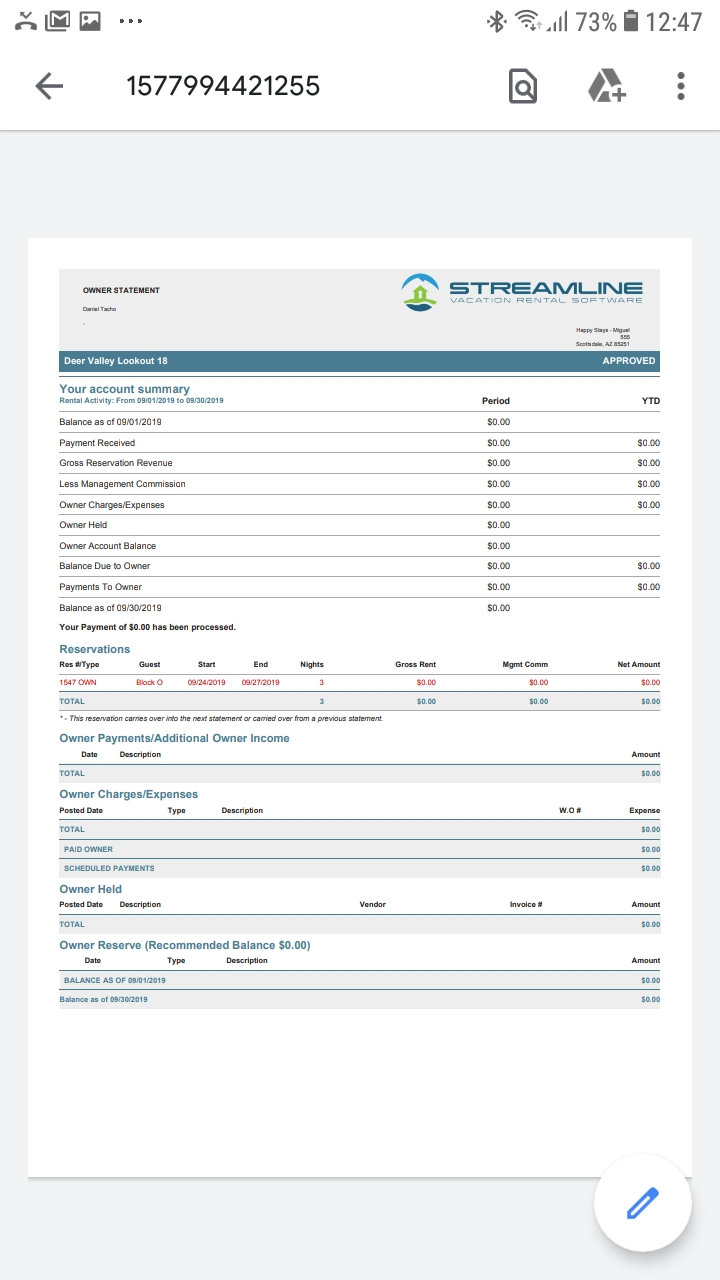 73% 12:47
1577994421255
OWNER STATEMENT
Daniel Tacho
-
STREAMLINE
VACATION RENTAL SOFTWARE
Happy Stays - Miguel
555
Scottsdale, AZ 85251
Deer Valley Lookout 18 APPROVED
Your account summary
Rental Activity: From 09/01/2019 to 09/30/2019 Period YTD
Balance as of 09/01/2019 $0.00
Payment Received $0.00 $0.00
Gross Reservation Revenue $0.00 $0.00
Less Management Commission $0.00 $0.00
Owner Charges/Expenses $0.00 $0.00
Owner Held $0.00
Owner Account Balance $0.00
Balance Due to Owner $0.00 $0.00
Payments To Owner $0.00 $0.00
Balance as of 09/30/2019 $0.00
Your Payment of $0.00 has been processed.
Reservations
Res #/Type Guest Start End Nights Gross Rent Mgmt Comm Net Amount
1547 OWN Block O 09/24/2019 09/27/2019 3 $0.00 $0.00 $0.00
TOTAL 3 $0.00 $0.00 $0.00
* - This reservation carries over into the next statement or carried over from a previous statement.
Owner Payments/Additional Owner Income
Date Description Amount
TOTAL $0.00
Owner Charges/Expenses
Posted Date Type Description W.O # Expense
TOTAL $0.00
PAID OWNER $0.00
SCHEDULED PAYMENTS $0.00
Owner Held
Posted Date Description Vendor Invoice # Amount
TOTAL $0.00
Owner Reserve (Recommended Balance $0.00)
Date Type Description Amount
BALANCE AS OF 09/01/2019 $0.00
Balance as of 09/30/2019 $0.00